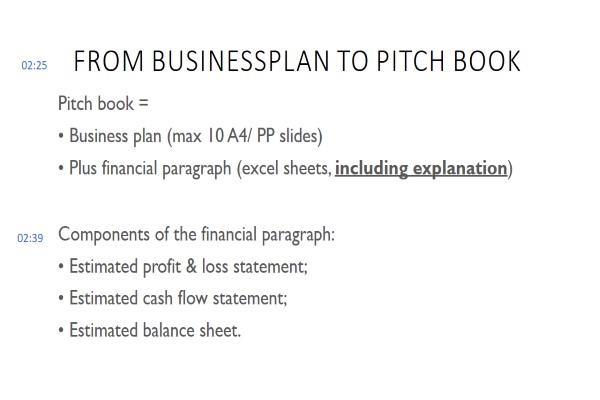 02:25 FROM BUSINESSPLAN TO PITCH BOOK
Pitch book =
• Business plan (max 10 A4/ PP slides)
• Plus financial paragraph (excel sheets, including explanation)
02:39 Components of the financial paragraph:
• Estimated profit & loss statement;
• Estimated cash flow statement;
• Estimated balance sheet.